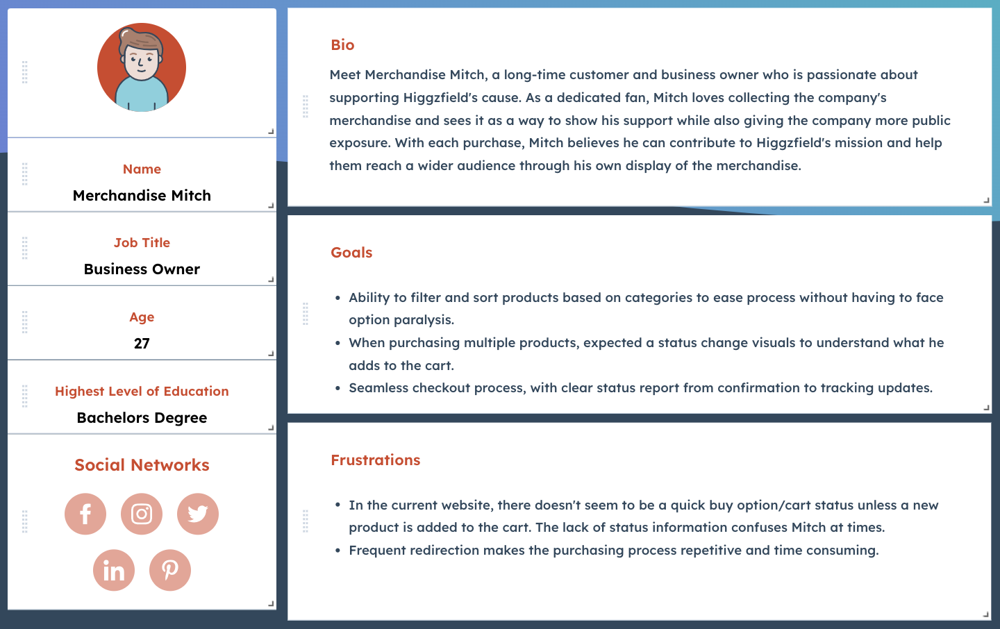 Name
Merchandise Mitch
Job Title
Business Owner
Age
27
Highest Level of Education
Bachelors Degree
Social Networks
Bio
Meet Merchandise Mitch, a long-time customer and business owner who is passionate about
supporting Higgzfield's cause. As a dedicated fan, Mitch loves collecting the company's
merchandise and sees it as a way to show his support while also giving the company more public
exposure. With each purchase, Mitch believes he can contribute to Higgzfield's mission and help
them reach a wider audience through his own display of the merchandise.
Goals
• Ability to filter and sort products based on categories to ease process without having to face
option paralysis.
• When purchasing multiple products, expected a status change visuals to understand what he
adds to the cart.
• Seamless checkout process, with clear status report from confirmation to tracking updates.
Frustrations
• In the current website, there doesn't seem to be a quick buy option/cart status unless a new
product is added to the cart. The lack of status information confuses Mitch at times.
• Frequent redirection makes the purchasing process repetitive and time consuming.